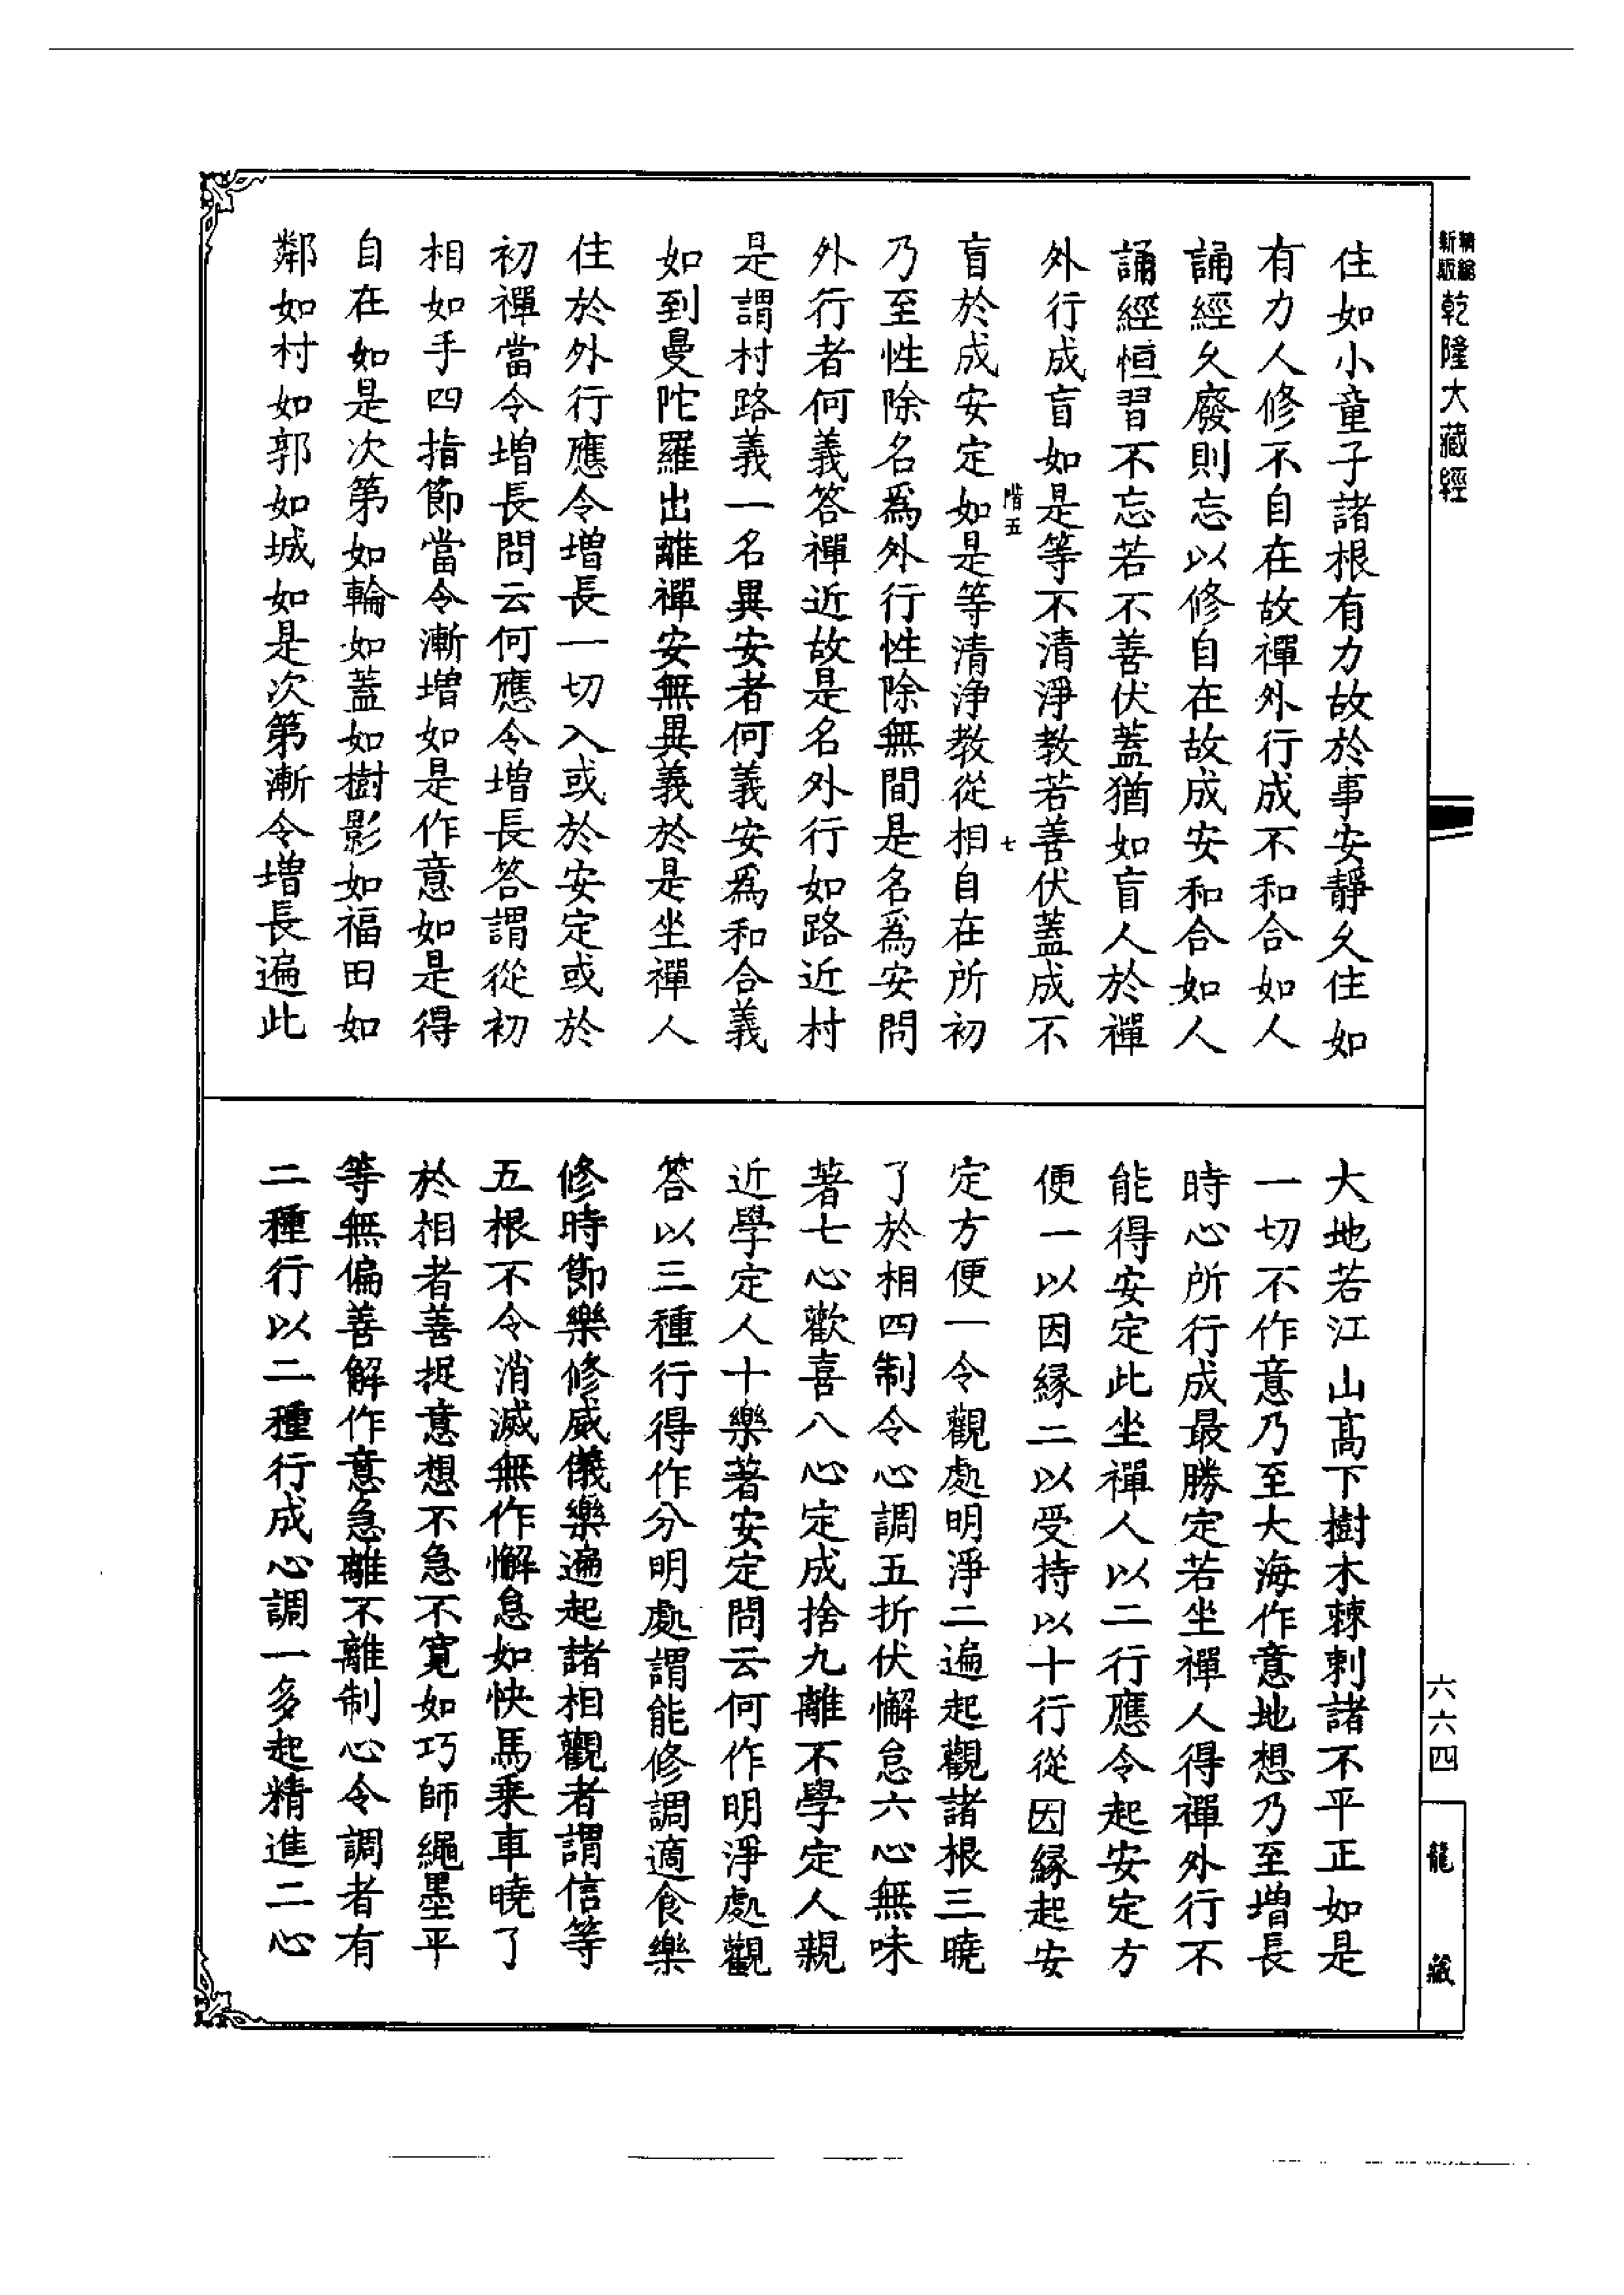 精縮
新版
乾隆大藏經
住如小童子諸根有力故於事安靜久住如
有力人修不自在故禪外行成不和合如人
誦經久廢則忘以修自在故成安和合如人
誦經恒習不忘若不善伏蓋猶如盲人於禪
外行成盲如是等不清淨教若善伏蓋成不
階五
七
盲於成安定如是等清淨教從相自在所初
乃至性除名為外行性除無間是名為安問
外行者何義答禪近故是名外行如路近村
是謂村路義一名異安者何義安為和合義
如到曼陀羅出離禪安無異義於是坐禪人
住於外行應令增長一切入或於安定或於
初禪當令增長問云何應令增長答謂從初
相如手四指節當令漸增如是作意如是得
自在如是次第如輪如蓋如樹影如福田如
鄰如村如郭如城如是次第漸令增長遍此
大地若江山高下樹木棘刺諸不平正如是
一切不作意乃至大海作意地想乃至增長
時心所行成最勝定若坐禪人得禪外行不
能得安定此坐禪人以二行應令起安定方
便一以因緣二以受持以十行從因緣起安
定方便一令觀處明淨二遍起觀諸根三曉
了於相四制令心調五折伏懈怠六心無味
著七心歡喜八心定成捨九離不學定人親
近學定人十樂著安定問云何作明淨處觀
答以三種行得作分明處謂能修調適食樂
修時節樂修威儀樂遍起諸相觀者謂信等
五根不令消滅無作懈怠如快馬乘車曉了
於相者善捉意想不急不寬如巧師繩墨平
等無偏善解作意急離不離制心令調者有
二種行以二種行成心調一多起精進二心
六六四
龍藏